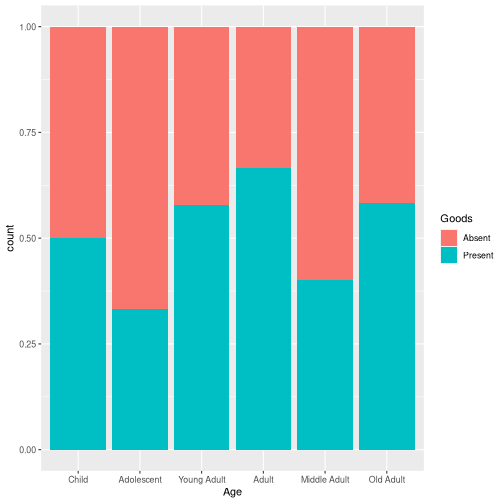 1.00
0.75
0.50
0.25
0.00
count
Child Adolescent Young Adult Adult Middle Adult Old Adult
Age
Goods
Absent
Present